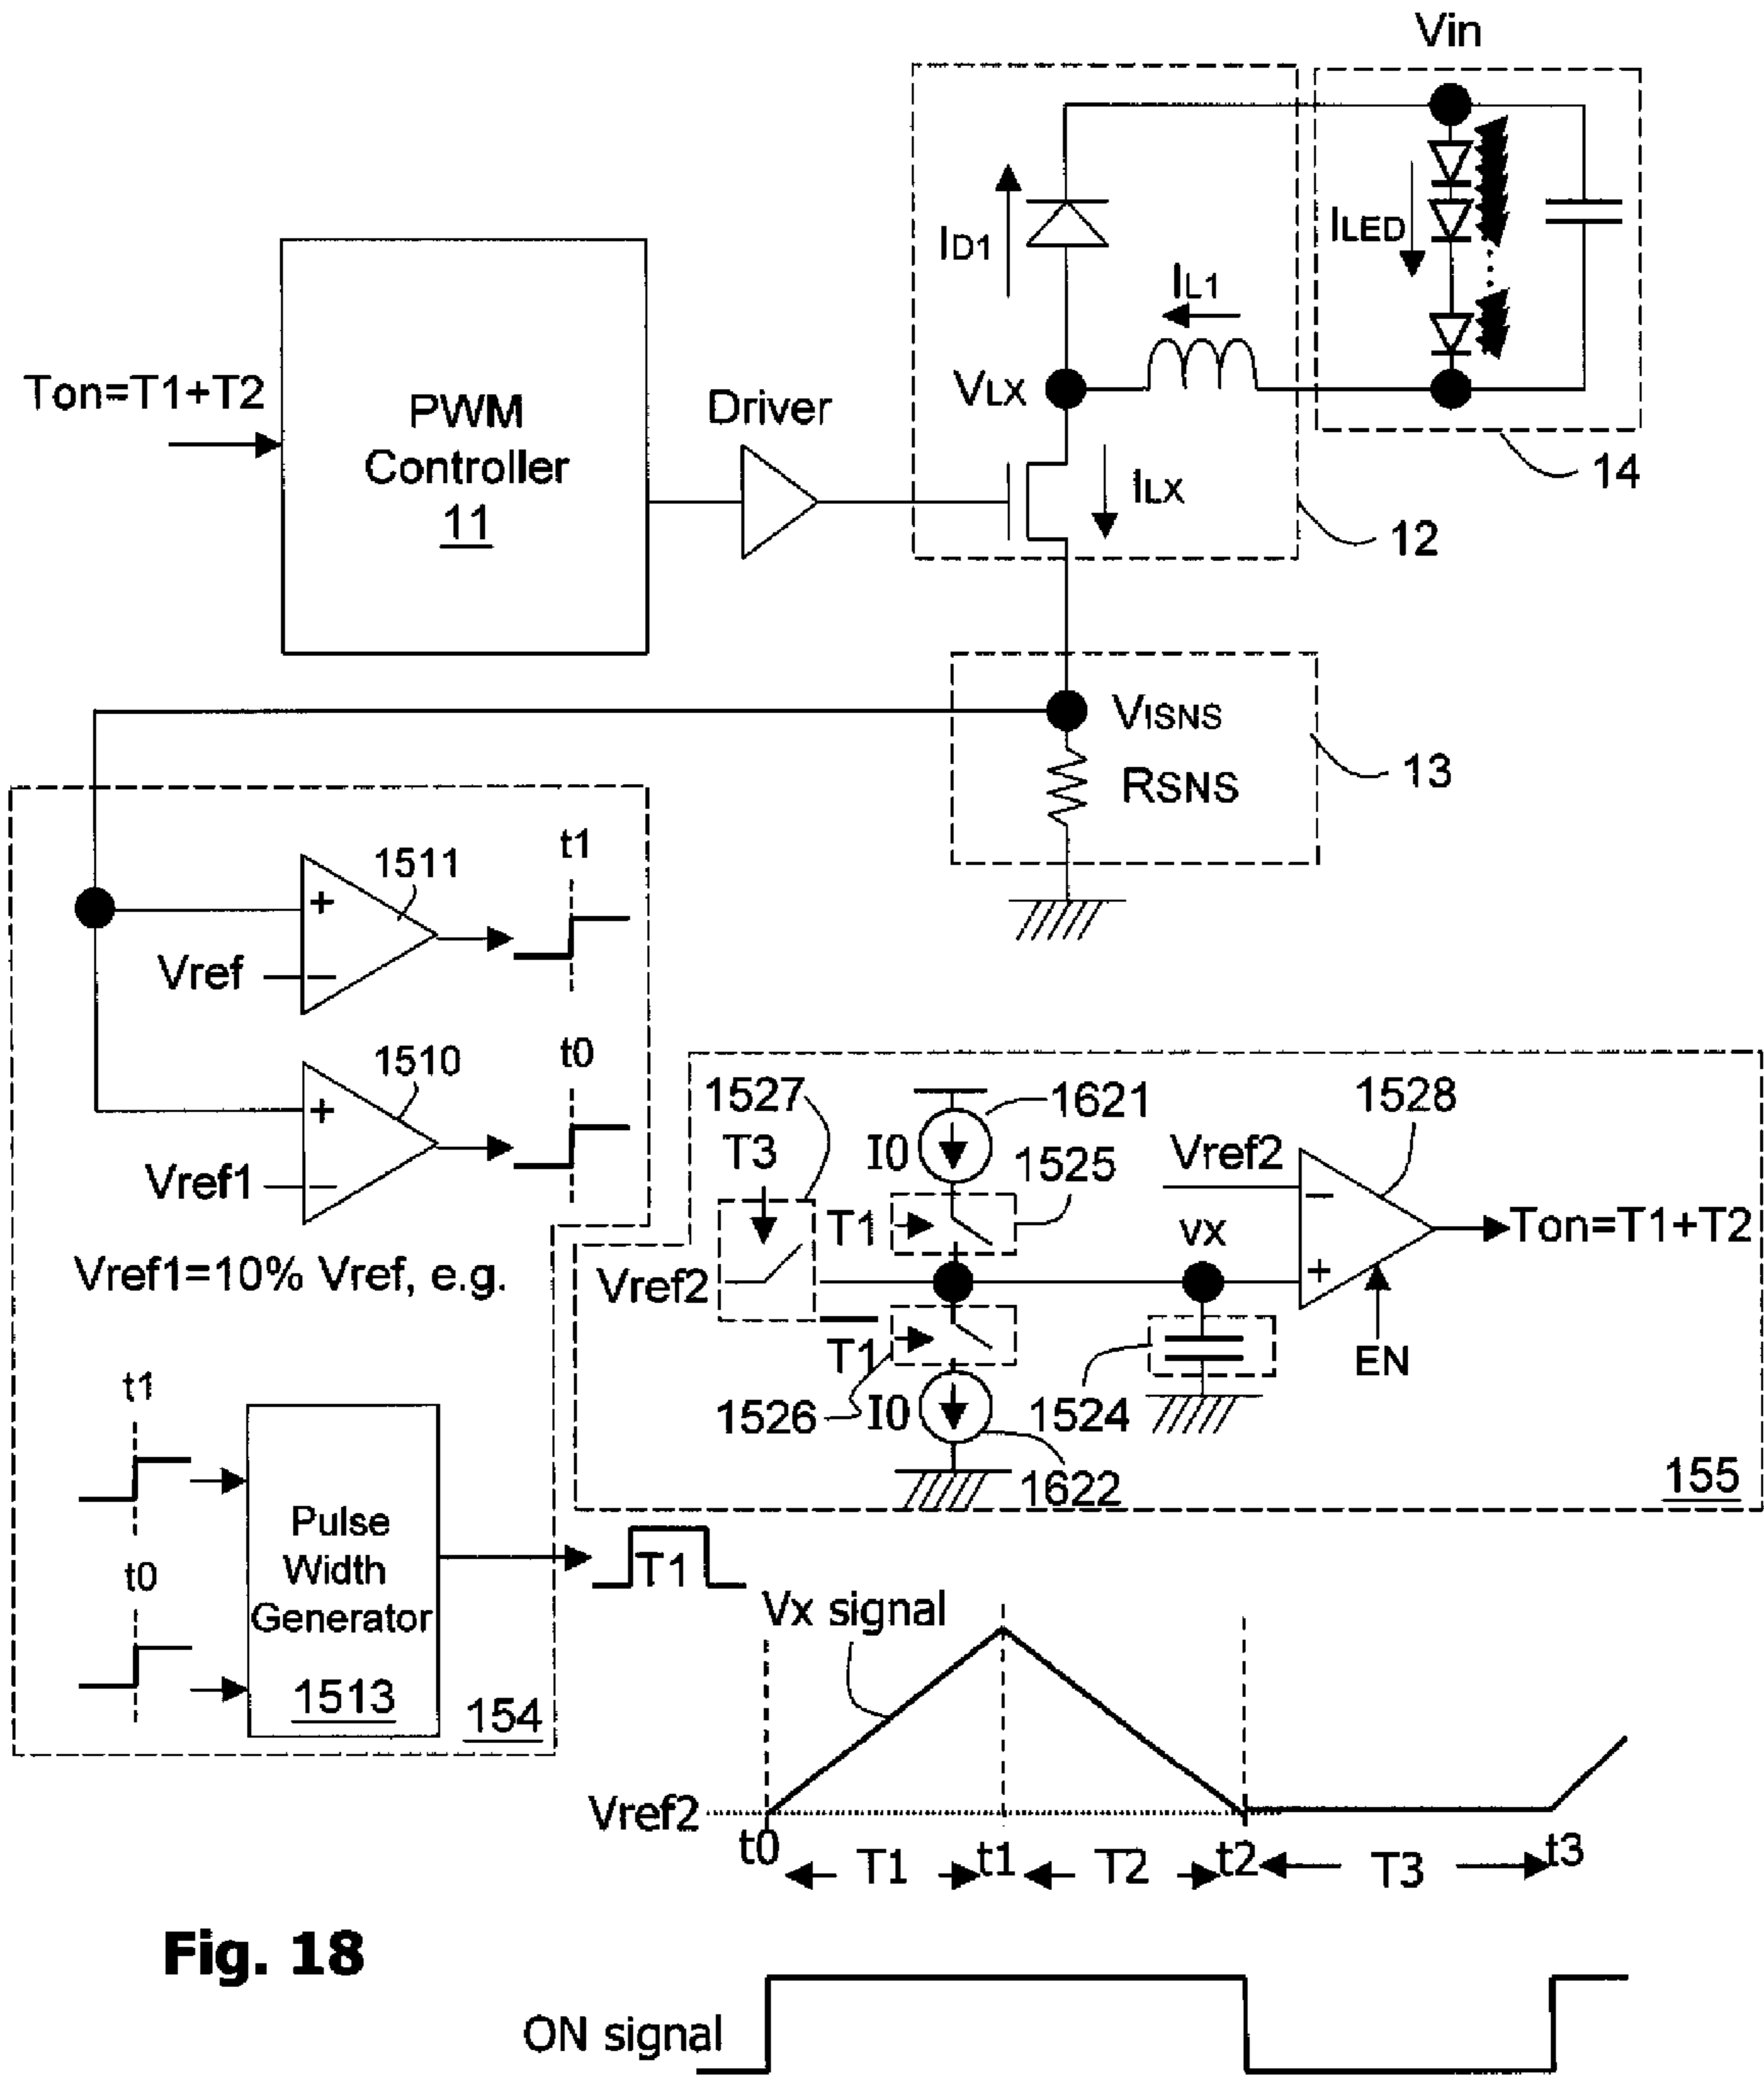 Vin
ID1
ILED
IL1
Ton=T1+T2
PWM
Controller
11
Driver
VLX
ILX
14
12
VISNS
RSNS
13
t1
1511
+
Vref
−
t0
1510
+
Vref1
−
Vref1=10% Vref, e.g.
1527
T3
1621
I0
1525
T1
Vref2
1528
Vref2
−
vx
+
Ton=T1+T2
T1
EN
1526
I0
1524
1622
155
t1
t0
Pulse
Width
Generator
1513
154
T1
Vx signal
Vref2
t0
T1
t1
T2
t2
T3
t3
Fig. 18
ON signal